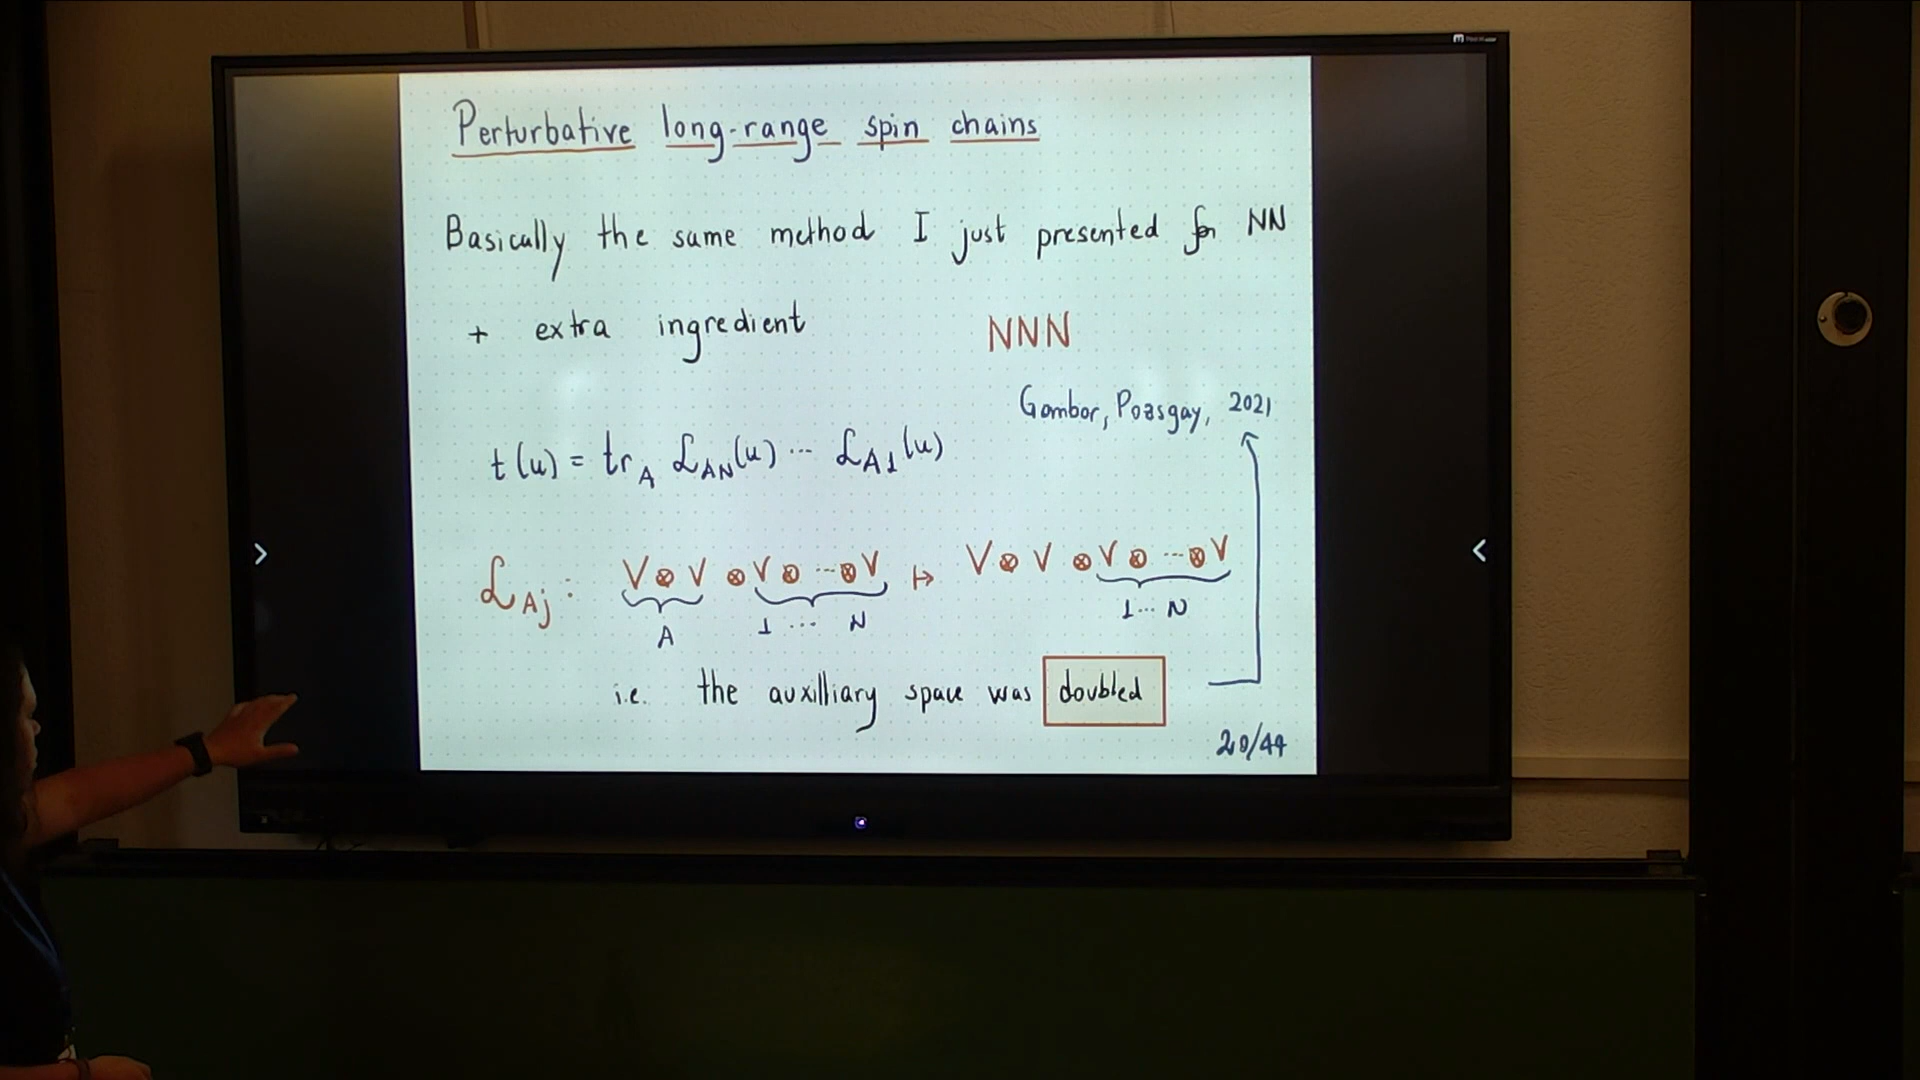 Perturbative long-range spin chains
Basically the same method I just presented for NN
+ extra ingredient NNN
Gombor, Pozsgay, 2021
t(u) = tr_A ℒ_AN(u) ··· ℒ_A1(u)
ℒ_Aj : V⊗V ⊗V⊗ ···⊗V ↦ V⊗V ⊗V⊗ ···⊗V
A 1 ··· N 1 ··· N
i.e. the auxilliary space was doubled
20/44